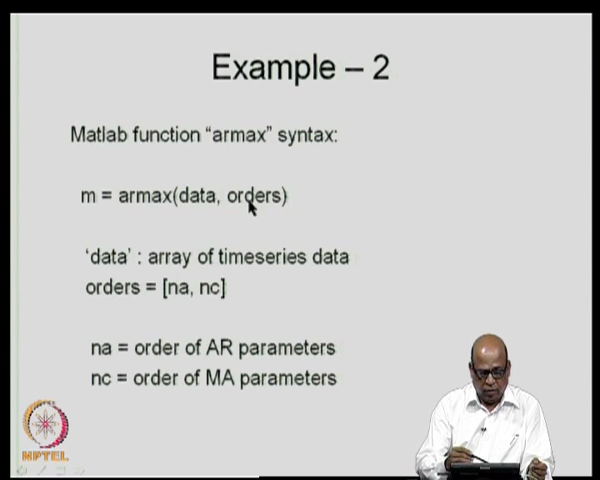 Example – 2
Matlab function "armax" syntax:
m = armax(data, orders)
'data' : array of timeseries data
orders = [na, nc]
na = order of AR parameters
nc = order of MA parameters
NPTEL